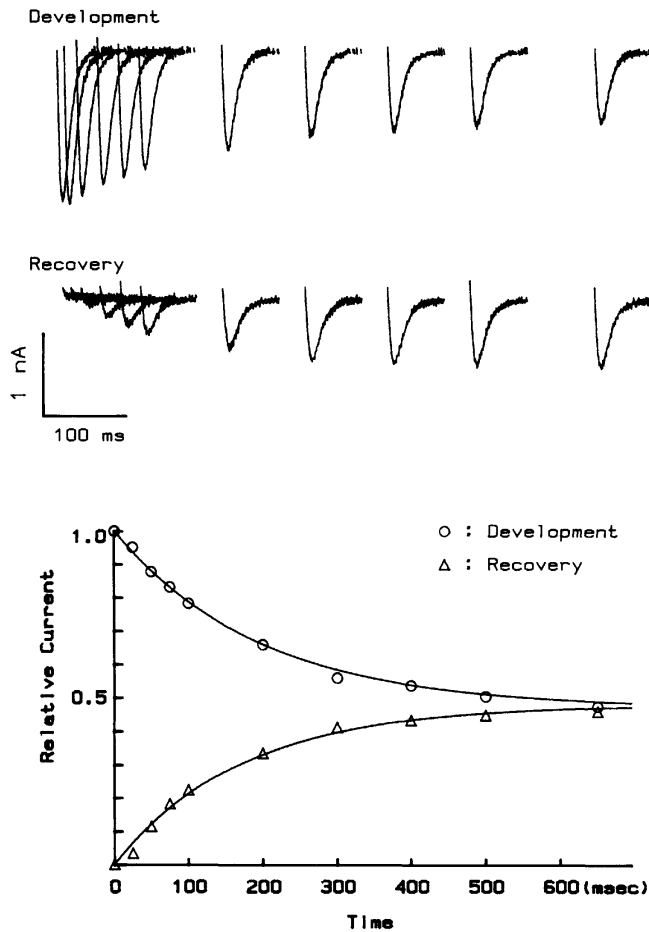 Development
Recovery
1 nA
100 ms
○ : Development
△ : Recovery
1.0
0.5
Relative Current
0 100 200 300 400 500 600 (msec)
Time